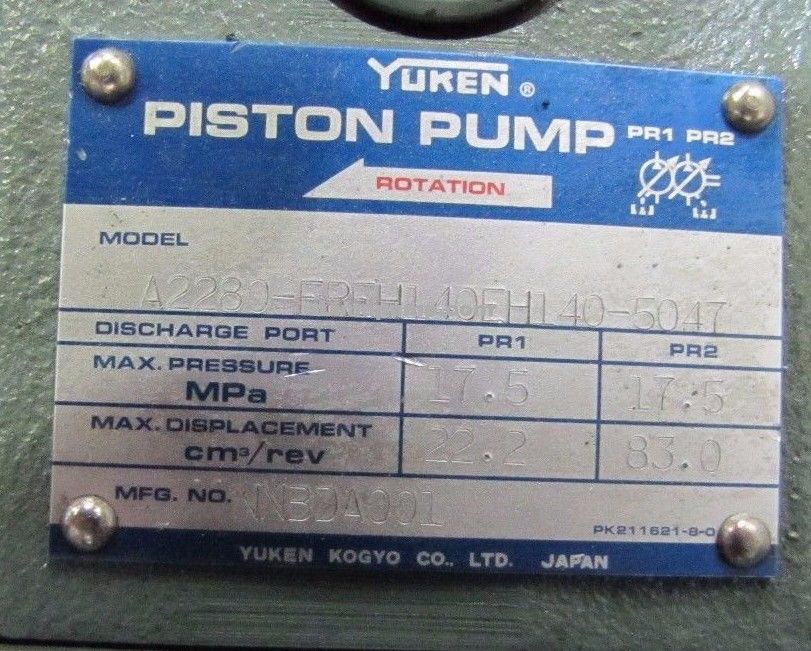 YUKEN ®
PISTON PUMP PR1 PR2
ROTATION
MODEL
A2280-FREH140EH140-5047
DISCHARGE PORT PR1 PR2
MAX. PRESSURE
MPa 17.5 17.5
MAX. DISPLACEMENT
cm³/rev 22.2 83.0
MFG. NO. NNBDA001
PK211621-8-0
YUKEN KOGYO CO., LTD. JAPAN